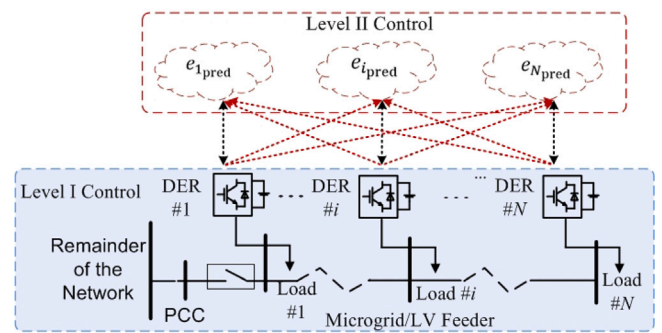 Level II Control
e1pred
eipred
eNpred
Level I Control
DER #1
DER #i
DER #N
Remainder of the Network
PCC
Load #1
Load #i
Load #N
Microgrid/LV Feeder